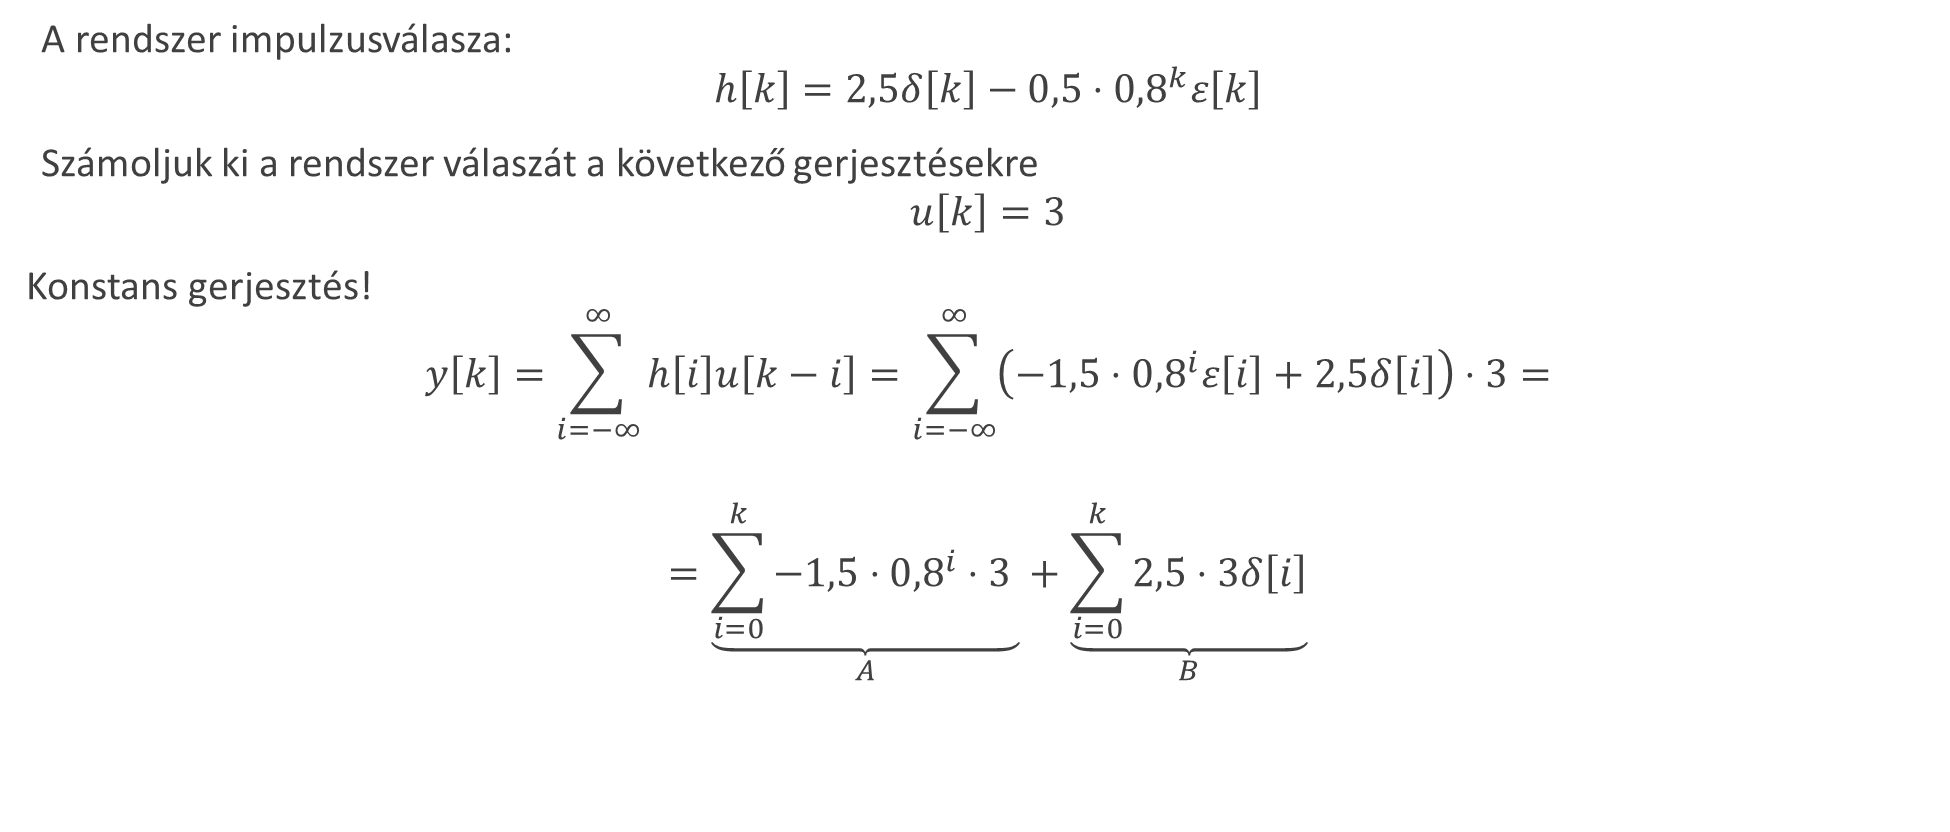 A rendszer impulzusválasza:
h[k] = 2,5δ[k] − 0,5 · 0,8^k ε[k]
Számoljuk ki a rendszer válaszát a következő gerjesztésekre
u[k] = 3
Konstans gerjesztés!
y[k] = ∑_{i=−∞}^{∞} h[i]u[k − i] = ∑_{i=−∞}^{∞} (−1,5 · 0,8^i ε[i] + 2,5δ[i]) · 3 =
= ∑_{i=0}^{k} −1,5 · 0,8^i · 3 + ∑_{i=0}^{k} 2,5 · 3δ[i]
A B